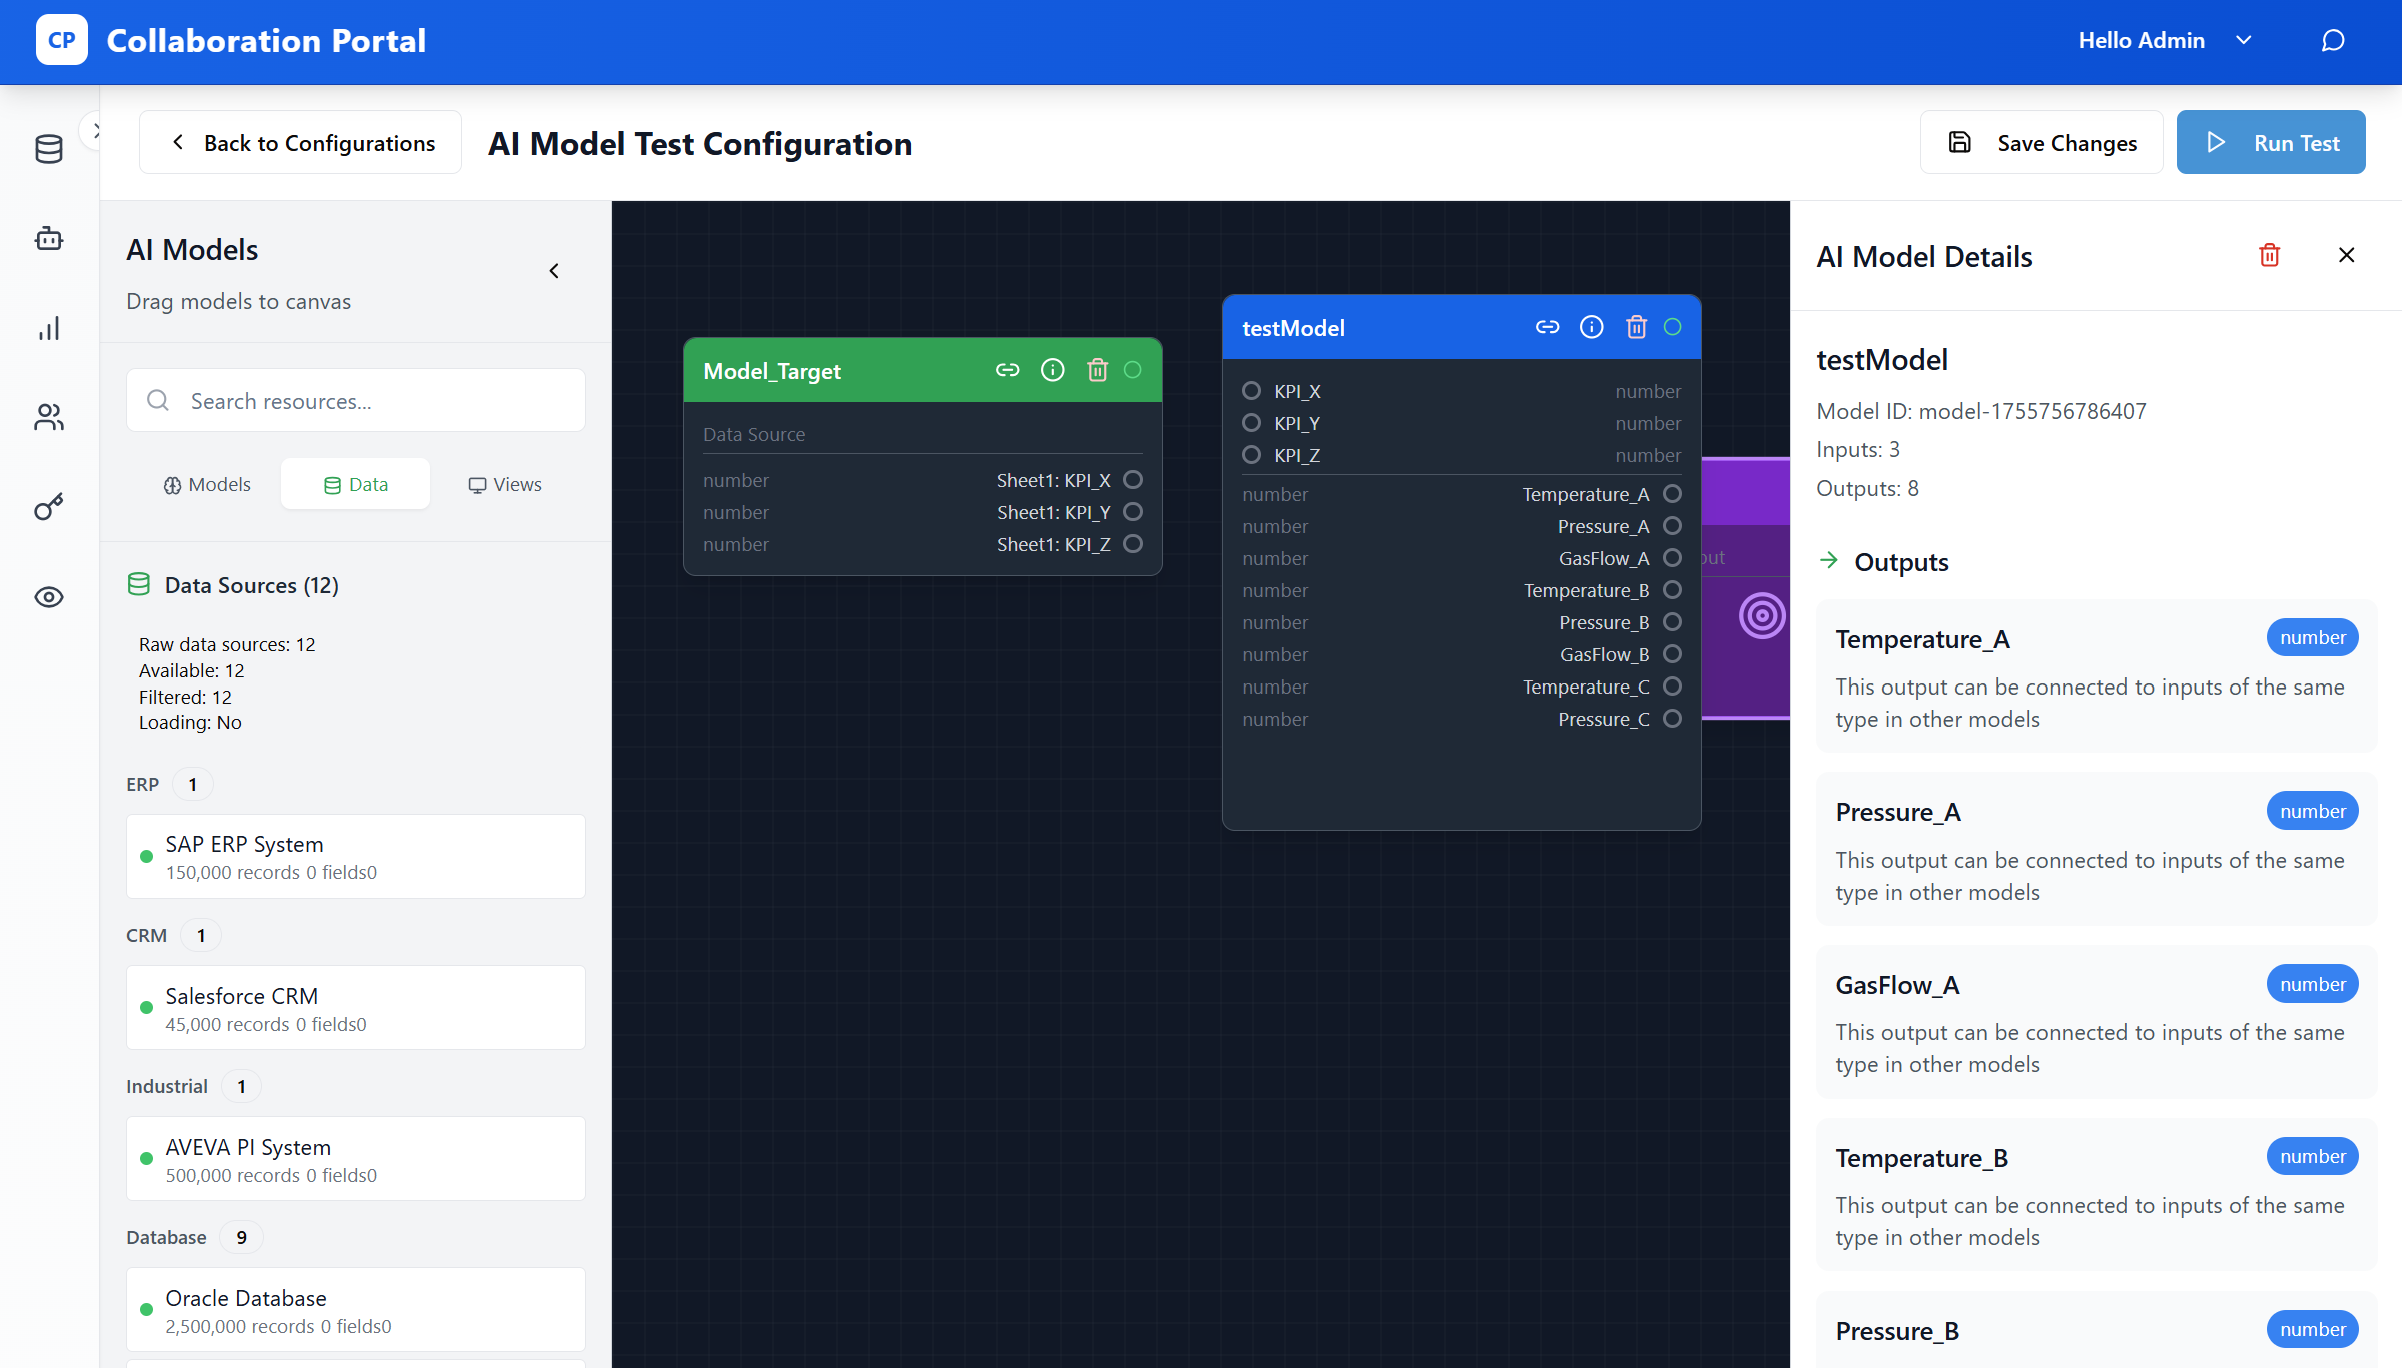 CP
Collaboration Portal
Hello Admin
Back to Configurations
AI Model Test Configuration
Save Changes
Run Test
AI Models
Drag models to canvas
Search resources...
Models
Data
Views
Data Sources (12)
Raw data sources: 12
Available: 12
Filtered: 12
Loading: No
ERP 1
SAP ERP System
150,000 records 0 fields0
CRM 1
Salesforce CRM
45,000 records 0 fields0
Industrial 1
AVEVA PI System
500,000 records 0 fields0
Database 9
Oracle Database
2,500,000 records 0 fields0
Model_Target
Data Source
number Sheet1: KPI_X
number Sheet1: KPI_Y
number Sheet1: KPI_Z
testModel
KPI_X number
KPI_Y number
KPI_Z number
number Temperature_A
number Pressure_A
number GasFlow_A
number Temperature_B
number Pressure_B
number GasFlow_B
number Temperature_C
number Pressure_C
AI Model Details
testModel
Model ID: model-1755756786407
Inputs: 3
Outputs: 8
Outputs
Temperature_A number
This output can be connected to inputs of the same
type in other models
Pressure_A number
This output can be connected to inputs of the same
type in other models
GasFlow_A number
This output can be connected to inputs of the same
type in other models
Temperature_B number
This output can be connected to inputs of the same
type in other models
Pressure_B number